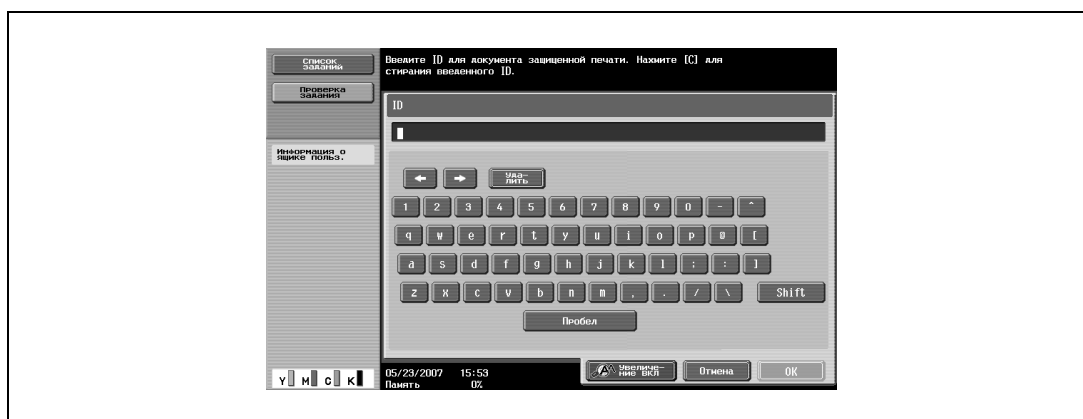 Список
заданий
Проверка
задания
Информация о
ящике польз.
Введите ID для документа защищенной печати. Нажмите [C] для
стирания введенного ID.
ID
← → Уда-
лить
1 2 3 4 5 6 7 8 9 0 - ^
q w e r t y u i o p @ [
a s d f g h j k l ; : ]
z x c v b n m , . / \ Shift
Пробел
Y M C K
05/23/2007 15:53
Память 0%
Увеличе-
ние ВКЛ
Отмена
OK